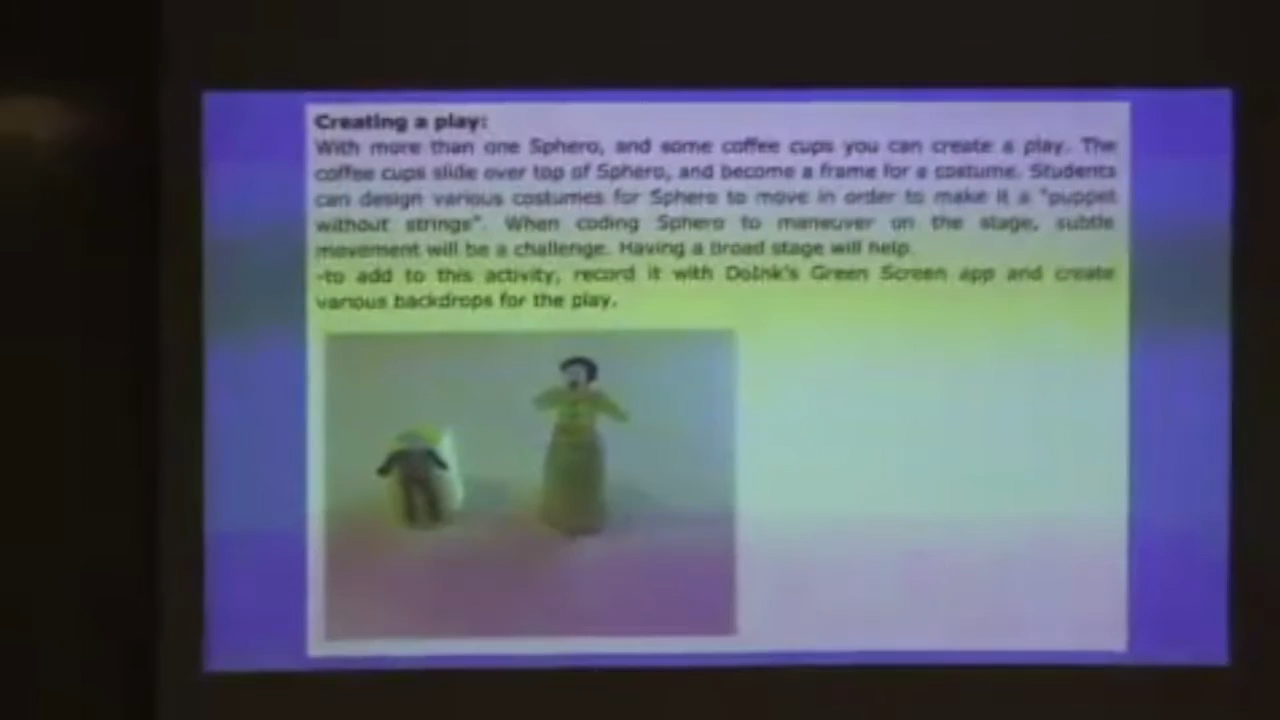 Creating a play:
With more than one Sphero, and some coffee cups you can create a play. The
coffee cups slide over top of Sphero, and become a frame for a costume. Students
can design various costumes for Sphero to move in order to make it a "puppet
without strings". When coding Sphero to maneuver on the stage, subtle
movement will be a challenge. Having a broad stage will help.
-to add to this activity, record it with DoInk's Green Screen app and create
various backdrops for the play.